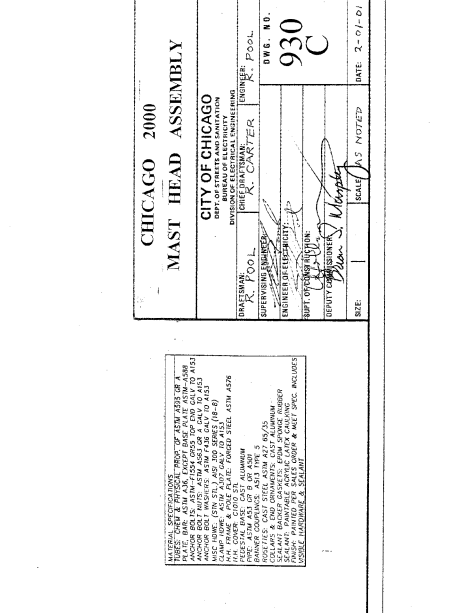 CHICAGO 2000
MAST HEAD ASSEMBLY
CITY OF CHICAGO
DEPT. OF STREETS AND SANITATION
BUREAU OF ELECTRICITY
DIVISION OF ELECTRICAL ENGINEERING
DRAFTSMAN: R. POOL
CHIEF DRAFTSMAN: R. CARTER
ENGINEER: R. POOL
SUPERVISING ENGINEER:
ENGINEER OF ELECTRICITY:
SUPT. OF CONSTRUCTION:
DEPUTY COMMISSIONER:
DWG. NO.
930
C
SIZE: 1
SCALE: AS NOTED
DATE: 2-01-01
MATERIAL SPECIFICATIONS
TUBES: CHEM & PHYSICAL PROP. OF ASTM A595 GR A
PLATE, BAR: ASTM A36, EXCEPT BASE PLATE ASTM-A588
ANCHOR BOLTS: ASTM-F1554 GR55 TOP END GALV TO A153
ANCHOR BOLT NUTS: ASTM A563 GR A GALV TO A153
ANCHOR BOLT WASHERS: ASTM F436 GALV TO A153
MISC HDWE. (STN STL.) AISI 300 SERIES (18-8)
CLAMP HDWE: ASTM A307 GALV TO A153
H.H. FRAME & POLE PLATE: FORGED STEEL ASTM A576
H.H. COVER: C1010 STL
PEDESTAL BASE: CAST ALUMINUM
PIPE: ASTM A53 GR B OR A501
BANNER COUPLINGS: A513 TYPE 5
ROSETTES: CAST STEEL ASTM A27 65/35
COLLARS & END ORNAMENTS: CAST ALUMINUM
SEALANT BACKER GASKETS: EPDM SPONGE RUBBER
SEALANT: PAINTABLE ACRYLIC LATEX CAULKING
FINISH: PAINTED PER SALES ORDER & MEET SPEC. INCLUDES
VISIBLE HARDWARE & SEALANT